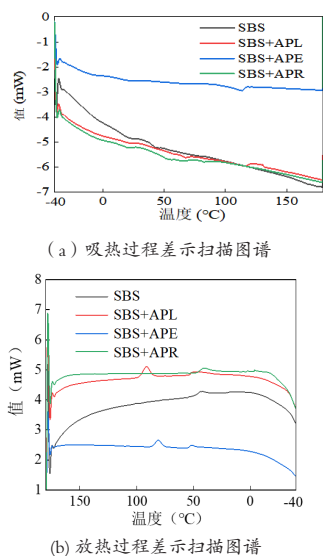 0
-1
-2
-3
-4
-5
-6
-7
值 (mW)
SBS
SBS+APL
SBS+APE
SBS+APR
-40 0 50 100 150
温度 (℃)
(a) 吸热过程差示扫描图谱
8
7
6
5
4
3
2
1
值（mW）
SBS
SBS+APL
SBS+APE
SBS+APR
150 100 50 0 -40
温度（℃）
(b) 放热过程差示扫描图谱